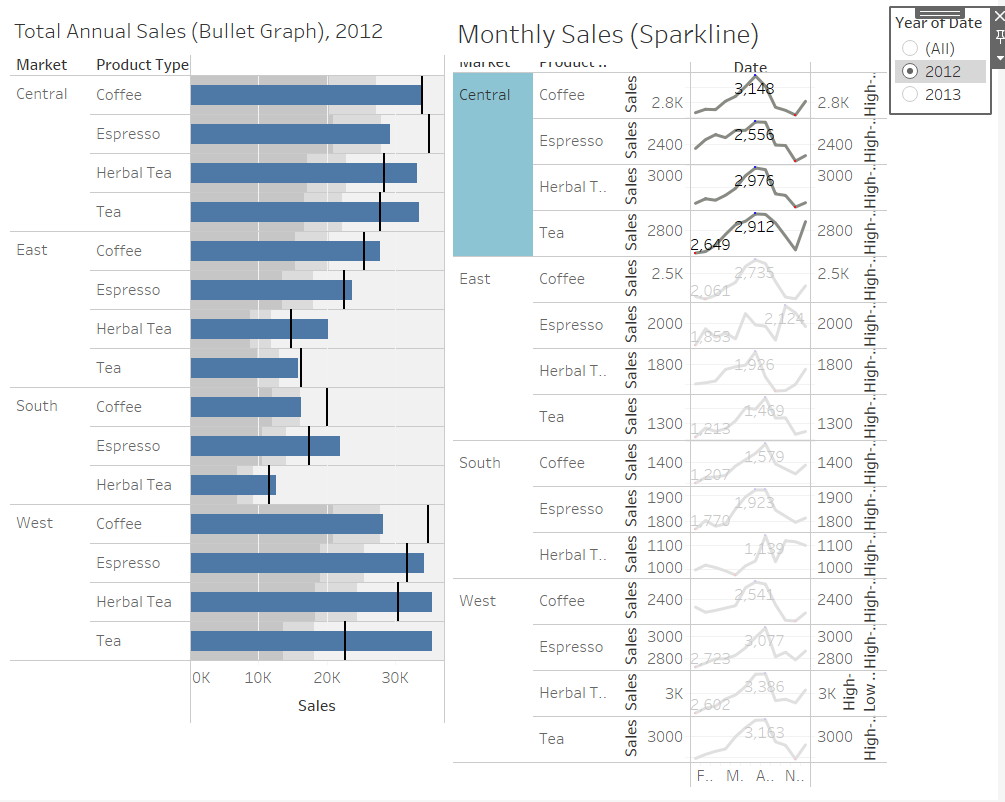 Total Annual Sales (Bullet Graph), 2012
Market Product Type
Central Coffee
Espresso
Herbal Tea
Tea
East Coffee
Espresso
Herbal Tea
Tea
South Coffee
Espresso
Herbal Tea
West Coffee
Espresso
Herbal Tea
Tea
0K 10K 20K 30K
Sales
Monthly Sales (Sparkline)
Market Product ..
Date
Central Coffee Sales 2.8K 3,148 2.8K High-..
Espresso Sales 2400 2,556 2400 High-..
Herbal T.. Sales 3000 2,976 3000 High-..
Tea Sales 2800 2,649 2,912 2800 High-..
East Coffee Sales 2.5K 2,061 2,735 2.5K High-..
Espresso Sales 2000 1,853 2,124 2000 High-..
Herbal T.. Sales 1800 1,926 1800 High-..
Tea Sales 1300 1,213 1,469 1300 High-..
South Coffee Sales 1400 1,207 1,579 1400 High-..
Espresso Sales 1900 1800 1,770 1,923 1900 1800 High-..
Herbal T.. Sales 1100 1000 1,139 1100 1000 High-..
West Coffee Sales 2400 2,541 2400 High-..
Espresso Sales 3000 2800 2,723 3,077 3000 2800 High-..
Herbal T.. Sales 3K 2,602 3,386 3K High- Low ..
Tea Sales 3000 3,163 3000 High-..
F.. M.. A.. N..
Year of Date
(All)
2012
2013